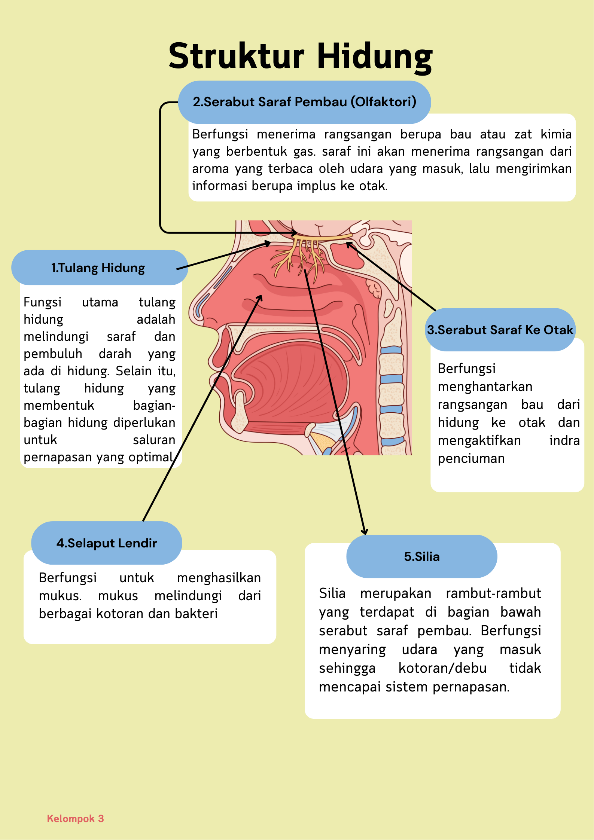 Struktur Hidung
2.Serabut Saraf Pembau (Olfaktori)
Berfungsi menerima rangsangan berupa bau atau zat kimia
yang berbentuk gas. saraf ini akan menerima rangsangan dari
aroma yang terbaca oleh udara yang masuk, lalu mengirimkan
informasi berupa implus ke otak.
1.Tulang Hidung
Fungsi utama tulang
hidung adalah
melindungi saraf dan
pembuluh darah yang
ada di hidung. Selain itu,
tulang hidung yang
membentuk bagian-
bagian hidung diperlukan
untuk saluran
pernapasan yang optimal.
3.Serabut Saraf Ke Otak
Berfungsi
menghantarkan
rangsangan bau dari
hidung ke otak dan
mengaktifkan indra
penciuman
4.Selaput Lendir
Berfungsi untuk menghasilkan
mukus. mukus melindungi dari
berbagai kotoran dan bakteri
5.Silia
Silia merupakan rambut-rambut
yang terdapat di bagian bawah
serabut saraf pembau. Berfungsi
menyaring udara yang masuk
sehingga kotoran/debu tidak
mencapai sistem pernapasan.
Kelompok 3